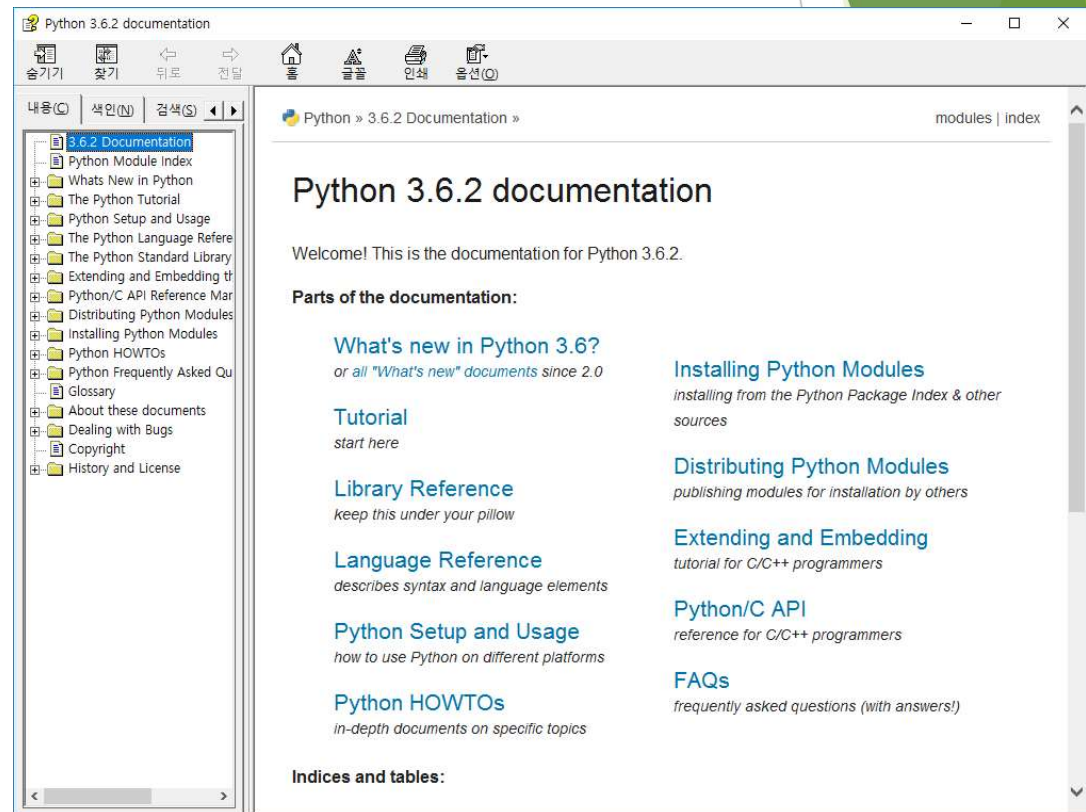 Python 3.6.2 documentation
숨기기 찾기 뒤로 전달 홈 글꼴 인쇄 옵션(O)
내용(C) 색인(N) 검색(S)
3.6.2 Documentation
Python Module Index
Whats New in Python
The Python Tutorial
Python Setup and Usage
The Python Language Refere
The Python Standard Library
Extending and Embedding th
Python/C API Reference Mar
Distributing Python Modules
Installing Python Modules
Python HOWTOs
Python Frequently Asked Qu
Glossary
About these documents
Dealing with Bugs
Copyright
History and License
Python » 3.6.2 Documentation » modules | index
Python 3.6.2 documentation
Welcome! This is the documentation for Python 3.6.2.
Parts of the documentation:
What's new in Python 3.6?
or all "What's new" documents since 2.0
Tutorial
start here
Library Reference
keep this under your pillow
Language Reference
describes syntax and language elements
Python Setup and Usage
how to use Python on different platforms
Python HOWTOs
in-depth documents on specific topics
Installing Python Modules
installing from the Python Package Index & other
sources
Distributing Python Modules
publishing modules for installation by others
Extending and Embedding
tutorial for C/C++ programmers
Python/C API
reference for C/C++ programmers
FAQs
frequently asked questions (with answers!)
Indices and tables: